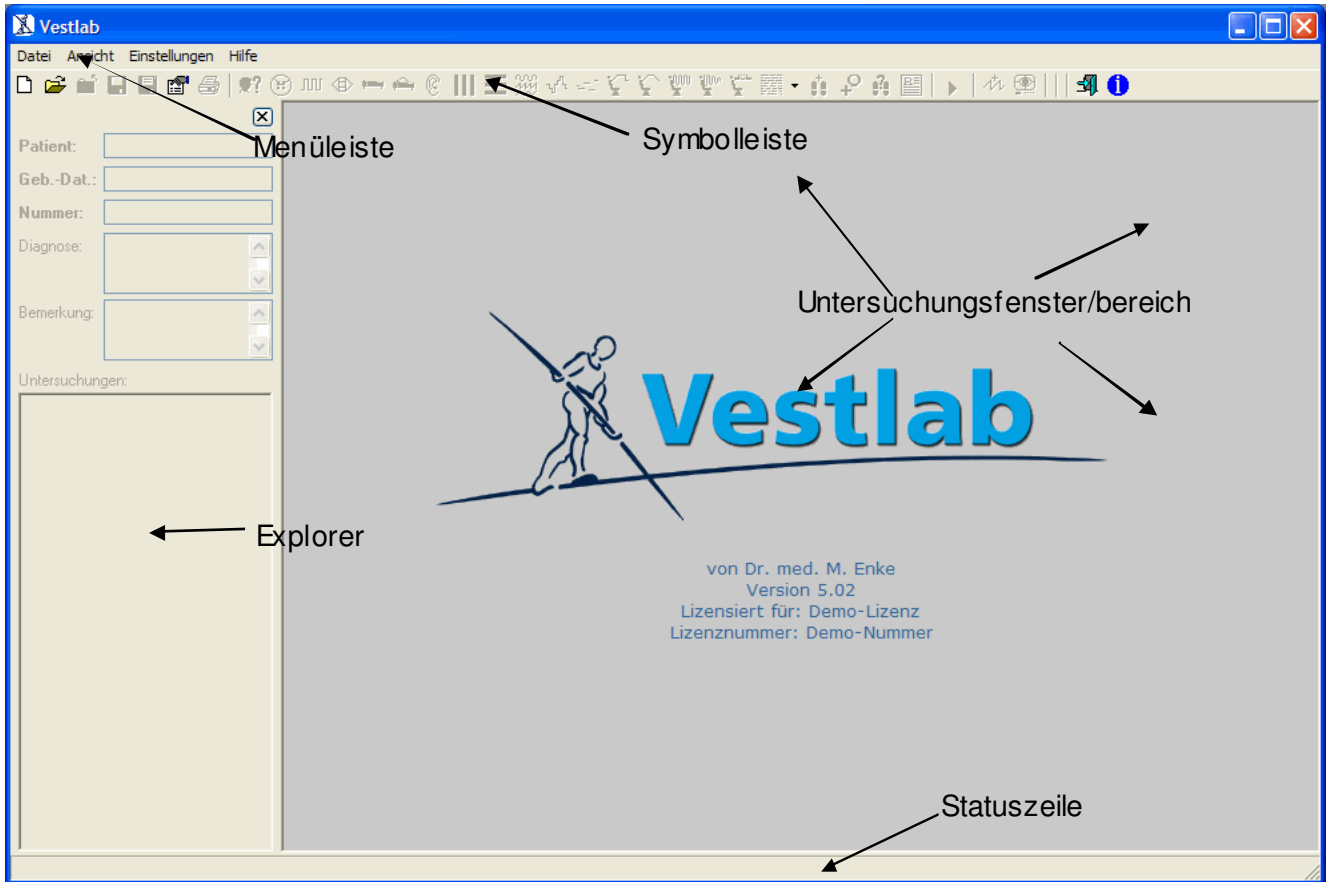 Vestlab
Datei Ansicht Einstellungen Hilfe
Menüleiste
Symbolleiste
Patient:
Geb.-Dat.:
Nummer:
Diagnose:
Bemerkung:
Untersuchungen:
Untersuchungsfenster/bereich
Vestlab
Explorer
von Dr. med. M. Enke
Version 5.02
Lizensiert für: Demo-Lizenz
Lizenznummer: Demo-Nummer
Statuszeile